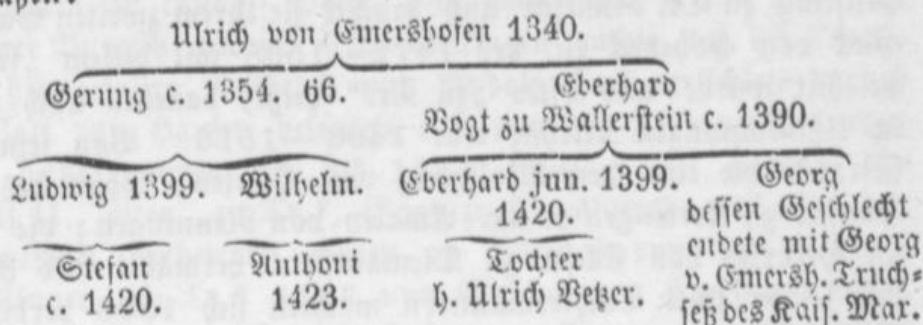 Ulrich von Emershofen 1340.
Gerung c. 1354. 66.
Eberhard
Vogt zu Wallerstein c. 1390.
Ludwig 1399. Wilhelm.
Eberhard jun. 1399.
1420.
Georg
dessen Geschlecht
endete mit Georg
v. Emersh. Truch-
seß des Kais. Max.
Stefan
c. 1420.
Anthoni
1423.
Tochter
h. Ulrich Vetzer.